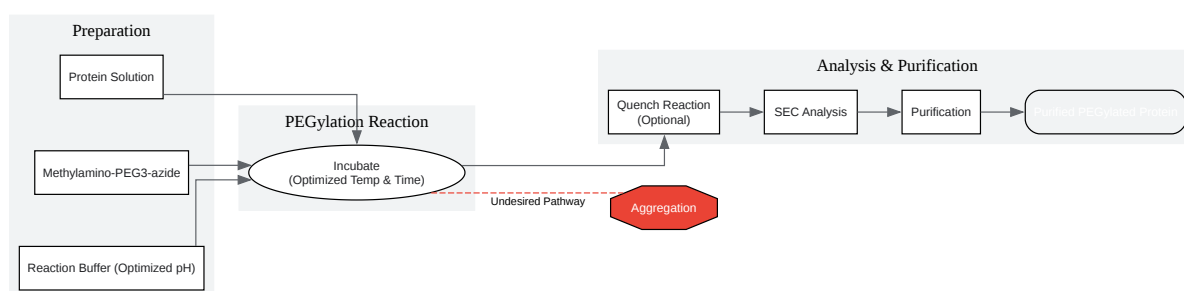 Preparation
Protein Solution
Methylamino-PEG3-azide
Reaction Buffer (Optimized pH)
PEGylation Reaction
Incubate
(Optimized Temp & Time)
Undesired Pathway
Aggregation
Analysis & Purification
Quench Reaction
(Optional)
SEC Analysis
Purification
Purified PEGylated Protein